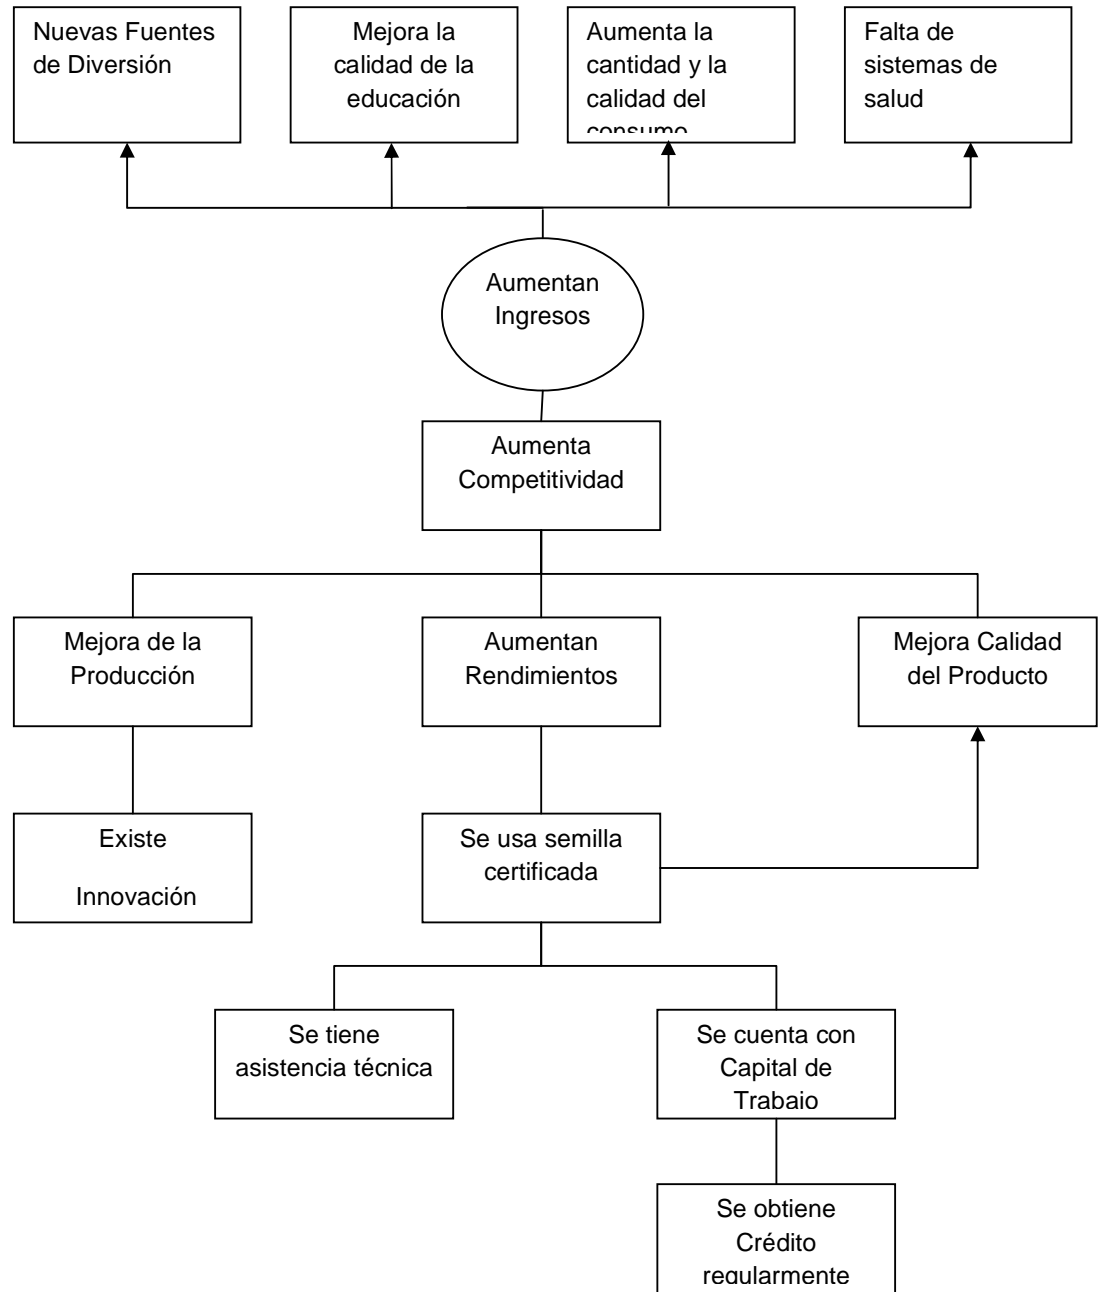 Nuevas Fuentes
de Diversión
Mejora la
calidad de la
educación
Aumenta la
cantidad y la
calidad del
consumo
Falta de
sistemas de
salud
Aumentan
Ingresos
Aumenta
Competitividad
Mejora de la
Producción
Aumentan
Rendimientos
Mejora Calidad
del Producto
Existe
Innovación
Se usa semilla
certificada
Se tiene
asistencia técnica
Se cuenta con
Capital de
Trabajo
Se obtiene
Crédito
regularmente